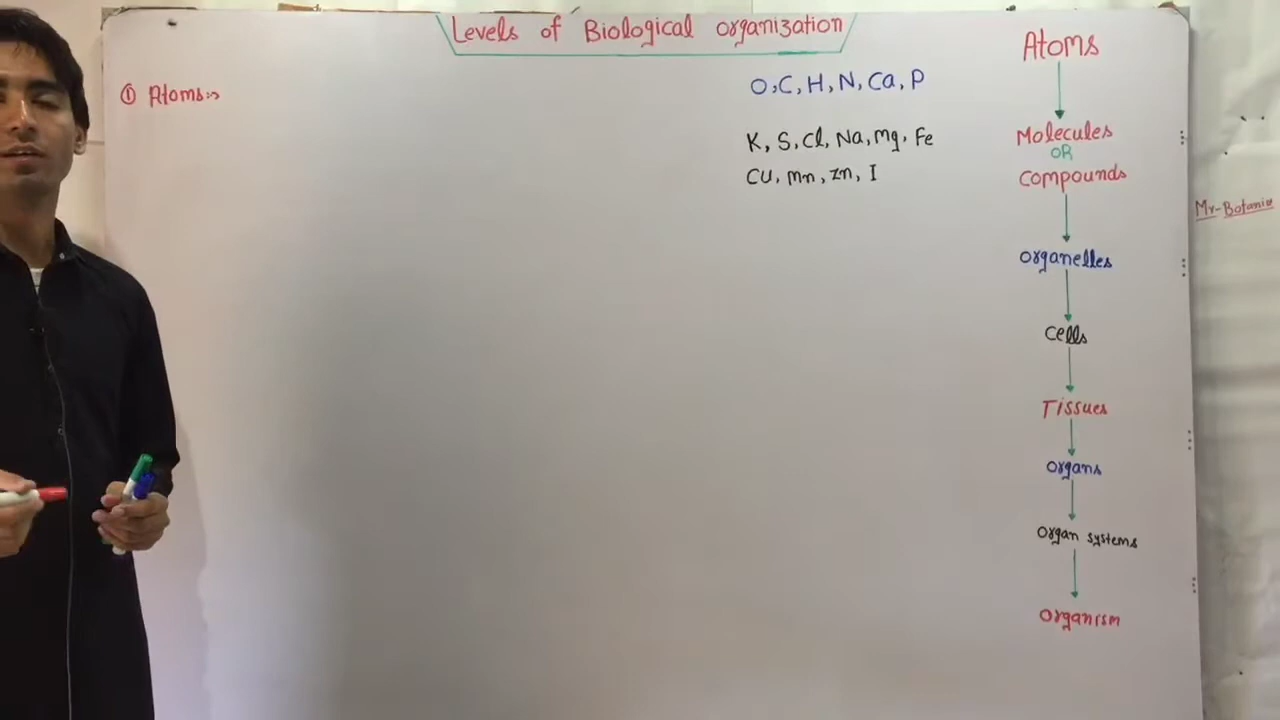 Levels of Biological organization
① Atoms:->
O, C, H, N, Ca, P
K, S, Cl, Na, Mg, Fe
Cu, Mn, Zn, I
Atoms
Molecules
OR
Compounds
Organelles
Cells
Tissues
Organs
Organ systems
Organism
Mr-Botanic